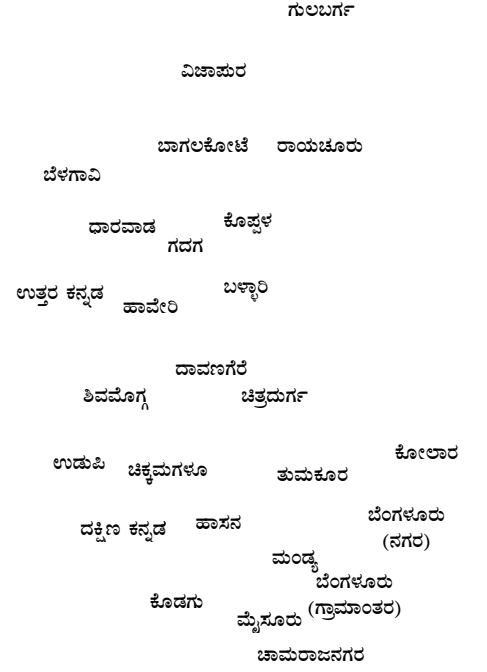 ಗುಲಬರ್ಗ
ವಿಜಾಪುರ
ಬಾಗಲಕೋಟೆ ರಾಯಚೂರು
ಬೆಳಗಾವಿ
ಧಾರವಾಡ ಕೊಪ್ಪಳ
ಗದಗ
ಉತ್ತರ ಕನ್ನಡ ಬಳ್ಳಾರಿ
ಹಾವೇರಿ
ದಾವಣಗೆರೆ
ಶಿವಮೊಗ್ಗ ಚಿತ್ರದುರ್ಗ
ಕೋಲಾರ
ಉಡುಪಿ ಚಿಕ್ಕಮಗಳೂ ತುಮಕೂರ
ದಕ್ಷಿಣ ಕನ್ನಡ ಹಾಸನ ಬೆಂಗಳೂರು
(ನಗರ)
ಮಂಡ್ಯ
ಬೆಂಗಳೂರು
ಕೊಡಗು (ಗ್ರಾಮಾಂತರ)
ಮೈಸೂರು
ಚಾಮರಾಜನಗರ